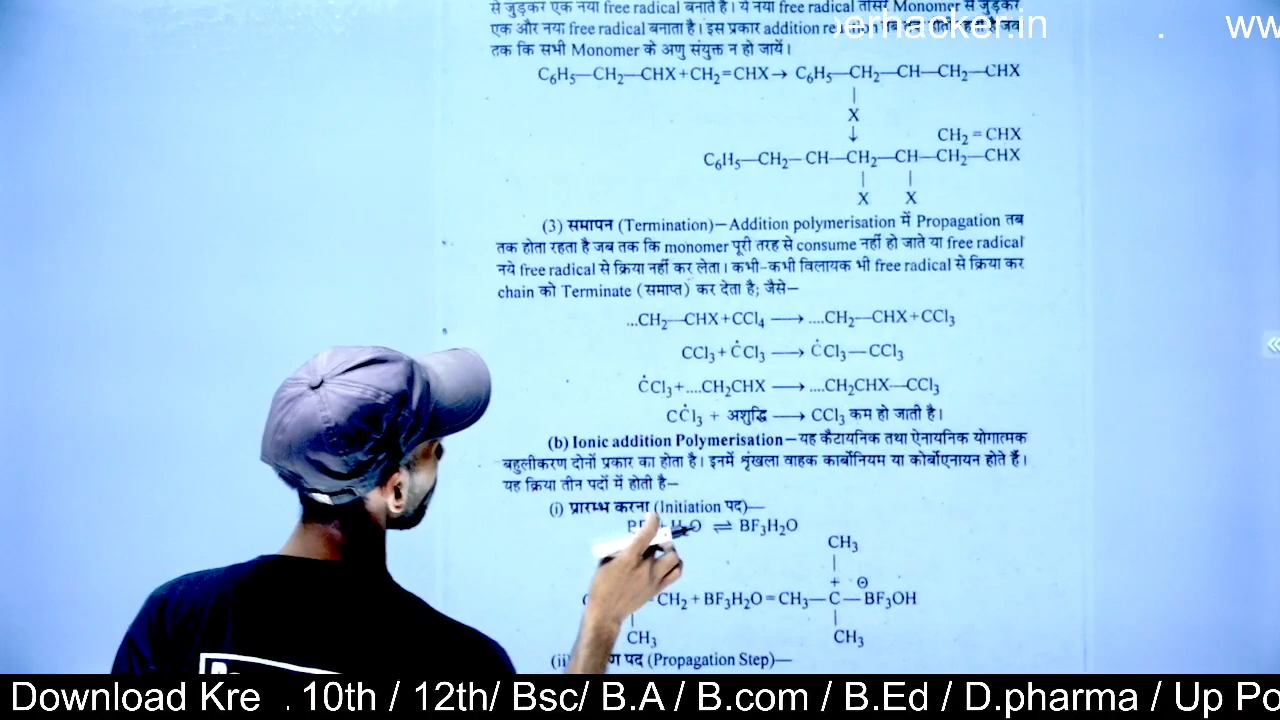 से जुड़कर एक नया free radical बनाते है। ये नया free radical तीसरे Monomer से जुड़कर
एक और नया free radical बनाता है। इस प्रकार addition
erhacker.in
.
ww
तक कि सभी Monomer के अणु संयुक्त न हो जायें।
C₆H₅—CH₂—CHX+CH₂=CHX→ C₆H₅—CH₂—CH—CH₂—CHX
|
X
↓ CH₂=CHX
C₆H₅—CH₂—CH—CH₂—CH—CH₂—CHX
| |
X X
(3) समापन (Termination)—Addition polymerisation में Propagation तब
तक होता रहता है जब तक कि monomer पूरी तरह से consume नहीं हो जाते या free radical
नये free radical से क्रिया नहीं कर लेता। कभी-कभी विलायक भी free radical से क्रिया कर
chain को Terminate (समाप्त) कर देता है; जैसे—
...CH₂—CHX+CCl₄ ⟶ ....CH₂—CHX+CCl₃
CCl₃+ĊCl₃ ⟶ ĊCl₃—CCl₃
ĊCl₃+....CH₂CHX ⟶ ....CH₂CHX—CCl₃
CĊl₃ + अशुद्धि ⟶ CCl₃ कम हो जाती है।
(b) Ionic addition Polymerisation—यह कैटायनिक तथा ऐनायनिक योगात्मक
बहुलीकरण दोनों प्रकार का होता है। इनमें शृंखला वाहक कार्बोनियम या कोर्बोएनायन होते हैं।
यह क्रिया तीन पदों में होती है—
(i) प्रारम्भ करना (Initiation पद)—
H₂O ⇌ BF₃H₂O
CH₃
|
+ ⊖
CH₂+BF₃H₂O=CH₃—C—BF₃OH
| |
CH₃ CH₃
(ii) पद (Propagation Step)—
Download Kre . 10th / 12th/ Bsc/ B.A / B.com / B.Ed / D.pharma / Up Po